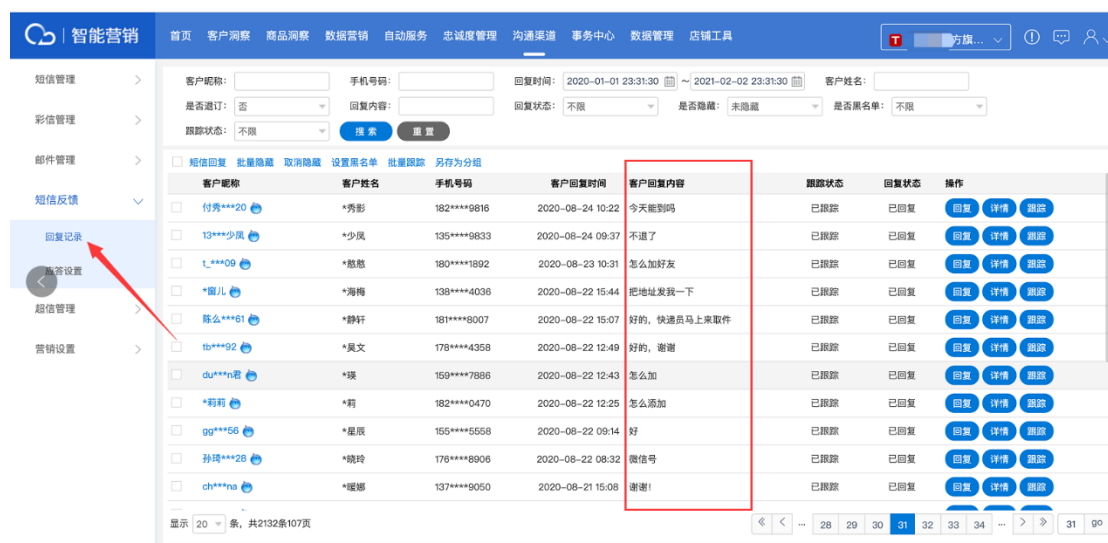 智能营销 首页 客户洞察 商品洞察 数据营销 自动服务 忠诚度管理 沟通渠道 事务中心 数据管理 店铺工具 T 方旗...
短信管理
彩信管理
邮件管理
短信反馈
回复记录
应答设置
超信管理
营销设置
客户昵称: 手机号码: 回复时间: 2020-01-01 23:31:30 ~ 2021-02-02 23:31:30 客户姓名:
是否退订: 否 回复内容: 回复状态: 不限 是否隐藏: 未隐藏 是否黑名单: 不限
跟踪状态: 不限 搜索 重置
短信回复 批量隐藏 取消隐藏 设置黑名单 批量跟踪 另存为分组
客户昵称 客户姓名 手机号码 客户回复时间 客户回复内容 跟踪状态 回复状态 操作
付秀***20 *秀影 182****9816 2020-08-24 10:22 今天能到吗 已跟踪 已回复 回复 详情 跟踪
13***少凤 *少凤 135****9833 2020-08-24 09:37 不退了 已跟踪 已回复 回复 详情 跟踪
t_***09 *憨憨 180****1892 2020-08-23 10:31 怎么加好友 已跟踪 已回复 回复 详情 跟踪
*窗儿 *海梅 138****4036 2020-08-22 15:44 把地址发我一下 已跟踪 已回复 回复 详情 跟踪
陈么***61 *静轩 181****8007 2020-08-22 15:07 好的，快递员马上来取件 已跟踪 已回复 回复 详情 跟踪
tb***92 *吴文 178****4358 2020-08-22 12:49 好的，谢谢 已跟踪 已回复 回复 详情 跟踪
du***n君 *瑛 159****7886 2020-08-22 12:43 怎么加 已跟踪 已回复 回复 详情 跟踪
*莉莉 *莉 182****0470 2020-08-22 12:25 怎么添加 已跟踪 已回复 回复 详情 跟踪
gg***56 *星辰 155****5558 2020-08-22 09:14 好 已跟踪 已回复 回复 详情 跟踪
孙琦***28 *晓玲 176****8906 2020-08-22 08:32 微信号 已跟踪 已回复 回复 详情 跟踪
ch***na *暖娜 137****9050 2020-08-21 15:08 谢谢! 已跟踪 已回复 回复 详情 跟踪
显示 20 条，共2132条107页 « < ... 28 29 30 31 32 33 34 ... > » 31 go